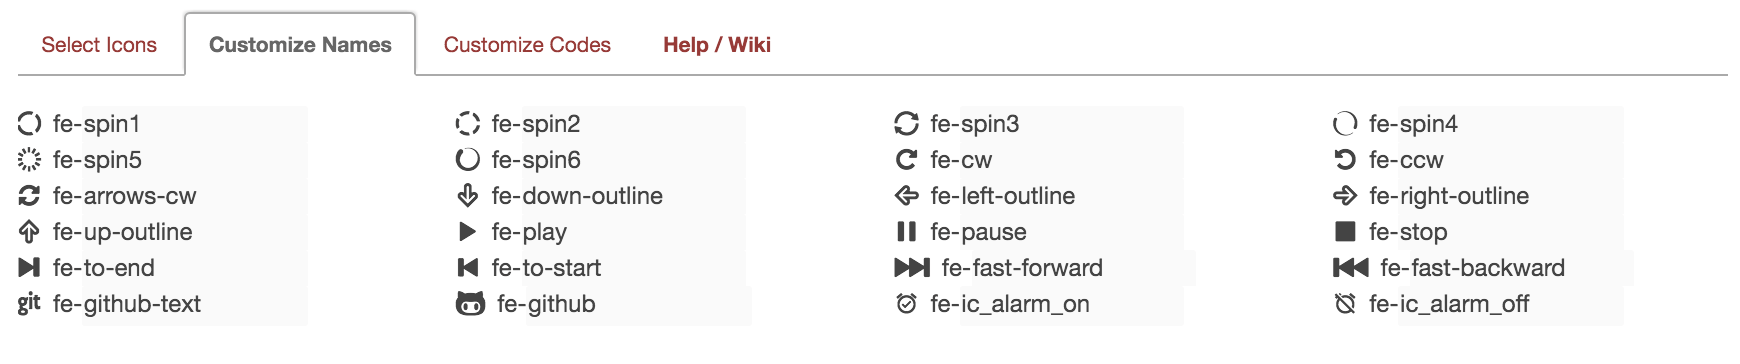 Select Icons Customize Names Customize Codes Help / Wiki
fe-spin1 fe-spin2 fe-spin3 fe-spin4
fe-spin5 fe-spin6 fe-cw fe-ccw
fe-arrows-cw fe-down-outline fe-left-outline fe-right-outline
fe-up-outline fe-play fe-pause fe-stop
fe-to-end fe-to-start fe-fast-forward fe-fast-backward
git fe-github-text fe-github fe-ic_alarm_on fe-ic_alarm_off